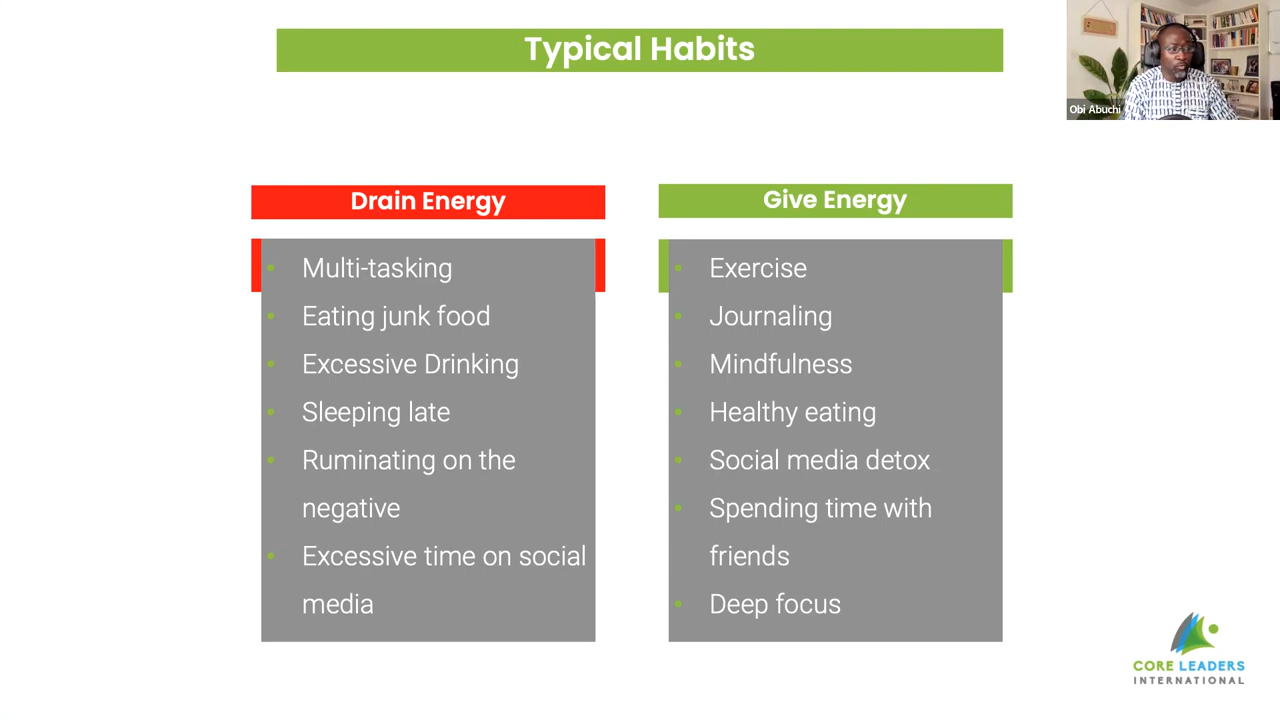 Typical Habits
Obi Abuchi
Drain Energy
Multi-tasking
Eating junk food
Excessive Drinking
Sleeping late
Ruminating on the
negative
Excessive time on social
media
Give Energy
Exercise
Journaling
Mindfulness
Healthy eating
Social media detox
Spending time with
friends
Deep focus
CORE LEADERS
INTERNATIONAL